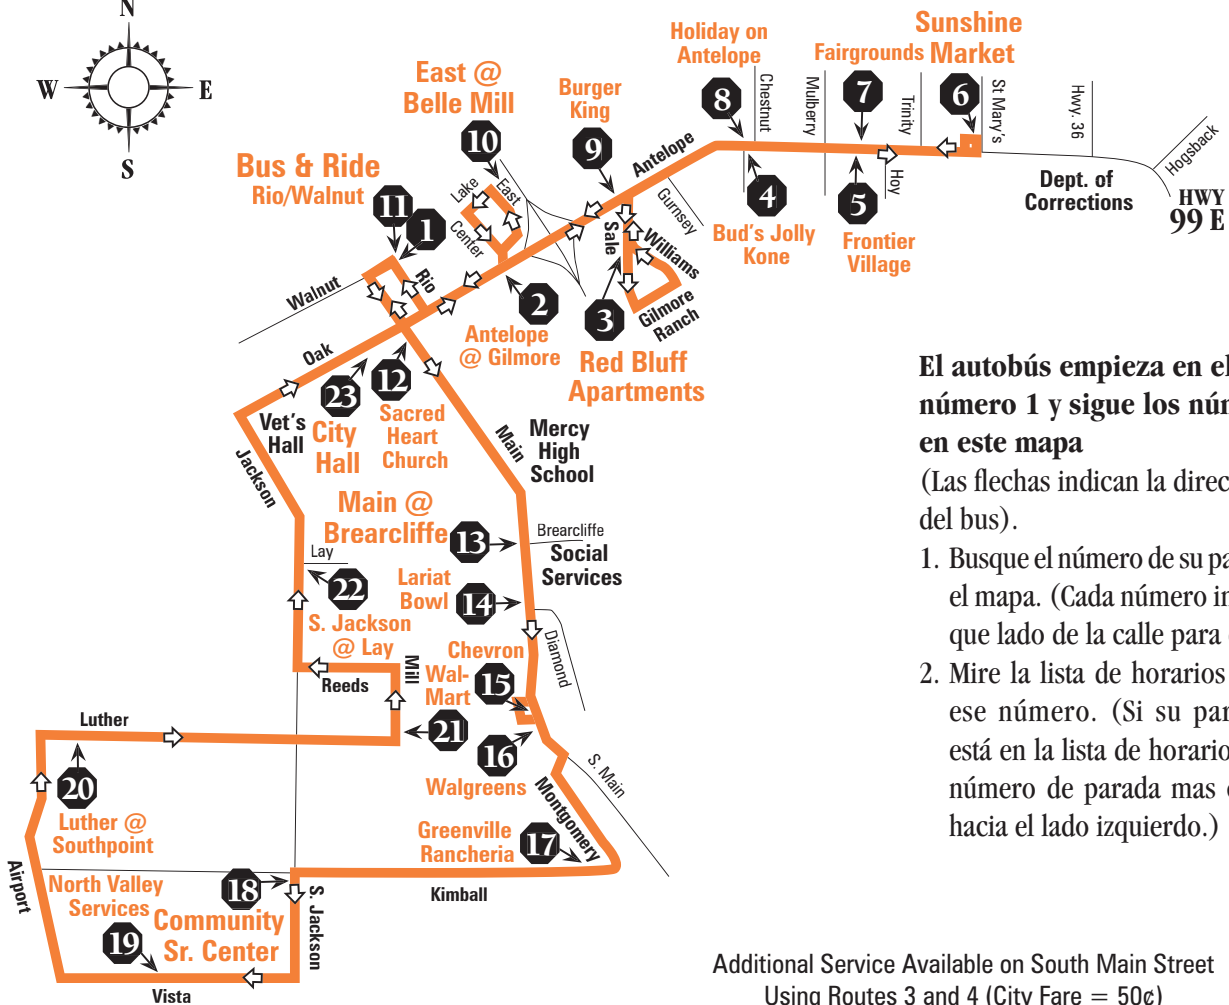 N
W
E
S
Sunshine
Market
Holiday on
Antelope
Fairgrounds
East @
Belle Mill
Burger
King
8
7
6
Chestnut
Mulberry
Trinity
St Mary's
Hwy. 36
Hogsback
10
9
Antelope
Bus & Ride
Rio/Walnut
Lake
East
Center
Gurnsey
4
5
Hoy
Dept. of
Corrections
HWY
99 E
11
1
Sale
Williams
Bud's Jolly
Kone
Frontier
Village
Walnut
Rio
2
3
Gilmore
Ranch
Antelope
@ Gilmore
Red Bluff
Apartments
Oak
23
12
Vet's
Hall
City
Hall
Sacred
Heart
Church
Main
Mercy
High
School
Jackson
Main @
Brearcliffe
13
Brearcliffe
Social
Services
Lay
22
Lariat
Bowl
14
S. Jackson
@ Lay
Diamond
Chevron
Wal-
Mart
15
Mill
Reeds
Luther
21
16
Walgreens
S. Main
20
Luther @
Southpoint
Montgomery
Greenville
Rancheria
17
Airport
North Valley
Services
18
Kimball
Community
Sr. Center
S. Jackson
19
Vista
El autobús empieza en el
número 1 y sigue los núm
en este mapa
(Las flechas indican la direc
del bus).
1. Busque el número de su pa
el mapa. (Cada número in
que lado de la calle para
2. Mire la lista de horarios
ese número. (Si su par
está en la lista de horario
número de parada mas
hacia el lado izquierdo.)
Additional Service Available on South Main Street
Using Routes 3 and 4 (City Fare = 50¢)